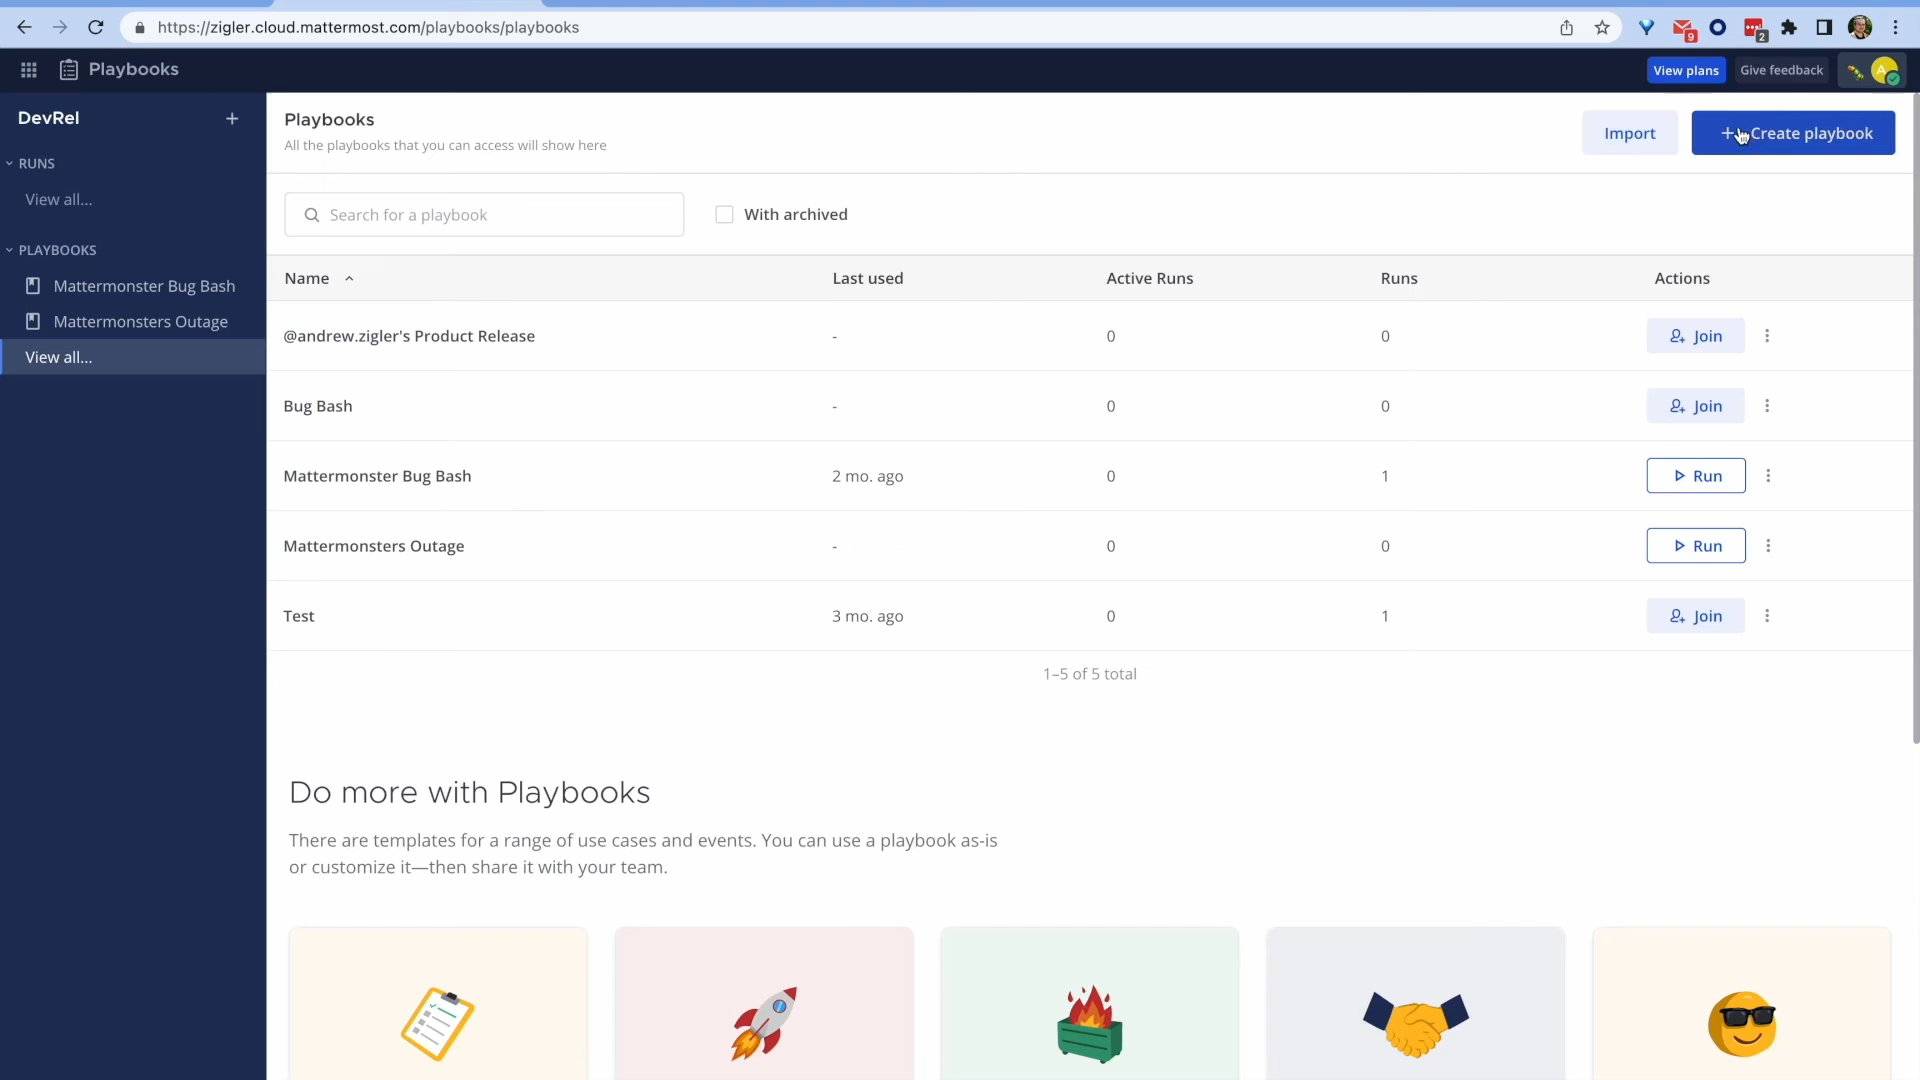 https://zigler.cloud.mattermost.com/playbooks/playbooks
9
2
Playbooks
View plans
Give feedback
A
DevRel
RUNS
View all...
PLAYBOOKS
Mattermonster Bug Bash
Mattermonsters Outage
View all...
Playbooks
All the playbooks that you can access will show here
Import
+ Create playbook
Search for a playbook
With archived
Name Last used Active Runs Runs Actions
@andrew.zigler's Product Release - 0 0 Join
Bug Bash - 0 0 Join
Mattermonster Bug Bash 2 mo. ago 0 1 Run
Mattermonsters Outage - 0 0 Run
Test 3 mo. ago 0 1 Join
1–5 of 5 total
Do more with Playbooks
There are templates for a range of use cases and events. You can use a playbook as-is
or customize it—then share it with your team.